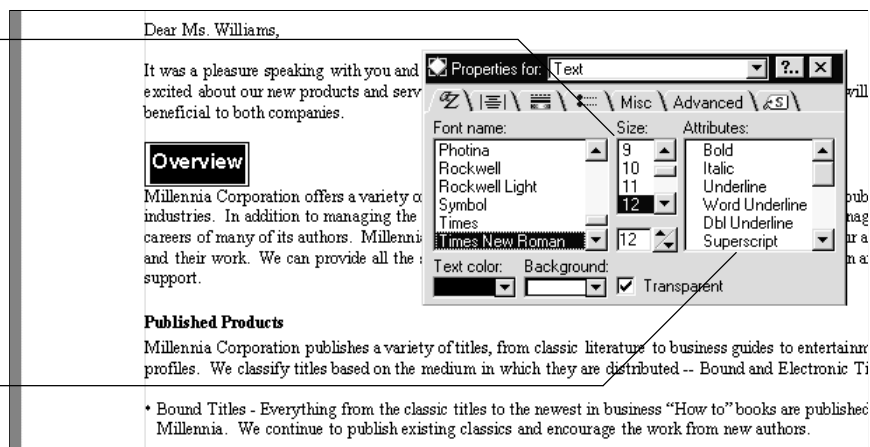 Dear Ms. Williams,
It was a pleasure speaking with you and
excited about our new products and serv will
beneficial to both companies.
Properties for: Text ?..
Misc Advanced S
Font name: Size: Attributes:
Photina 9 Bold
Rockwell 10 Italic
Rockwell Light 11 Underline
Symbol 12 Word Underline
Times Dbl Underline
Times New Roman 12 Superscript
Text color: Background: Transparent
Overview
Millennia Corporation offers a variety pub
industries. In addition to managing the
careers of many of its authors. Millenni
and their work. We can provide all the
support.
Published Products
Millennia Corporation publishes a variety of titles, from classic literature to business guides to entertainm
profiles. We classify titles based on the medium in which they are distributed -- Bound and Electronic Ti
• Bound Titles - Everything from the classic titles to the newest in business “How to” books are published
Millennia. We continue to publish existing classics and encourage the work from new authors.